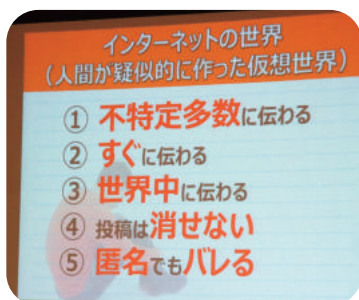 インターネットの世界
(人間が疑似的に作った仮想世界)
① 不特定多数に伝わる
② すぐに伝わる
③ 世界中に伝わる
④ 投稿は消せない
⑤ 匿名でもバレる